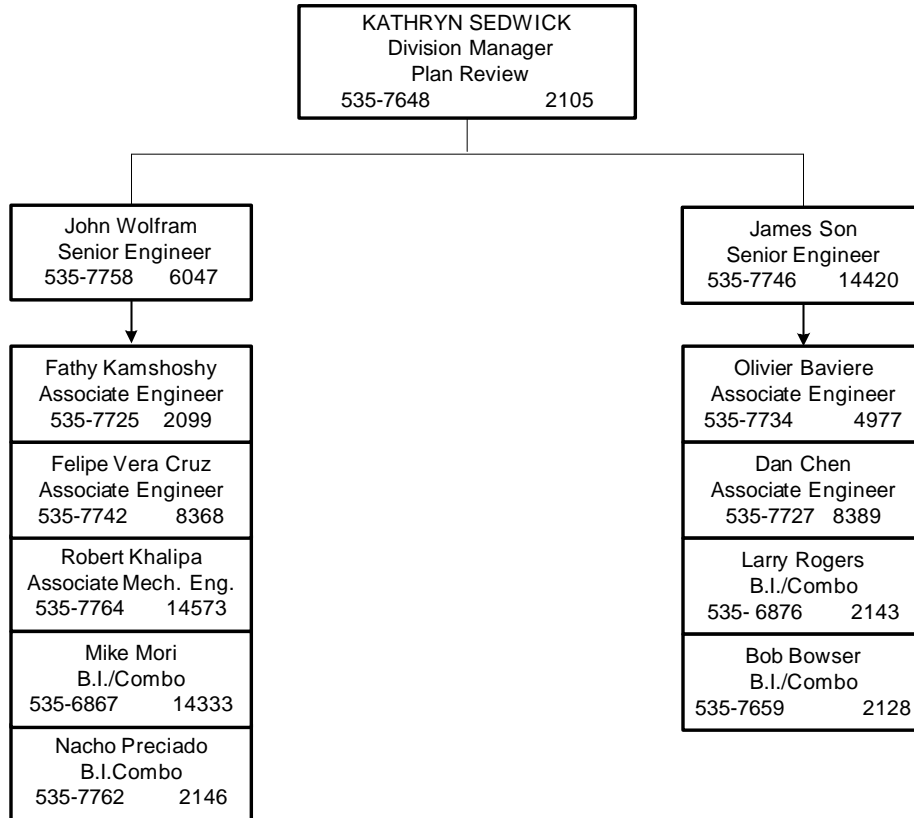 KATHRYN SEDWICK
Division Manager
Plan Review
535-7648 2105
John Wolfram
Senior Engineer
535-7758 6047
James Son
Senior Engineer
535-7746 14420
Fathy Kamshoshy
Associate Engineer
535-7725 2099
Felipe Vera Cruz
Associate Engineer
535-7742 8368
Robert Khalipa
Associate Mech. Eng.
535-7764 14573
Mike Mori
B.I./Combo
535-6867 14333
Nacho Preciado
B.I.Combo
535-7762 2146
Olivier Baviere
Associate Engineer
535-7734 4977
Dan Chen
Associate Engineer
535-7727 8389
Larry Rogers
B.I./Combo
535- 6876 2143
Bob Bowser
B.I./Combo
535-7659 2128